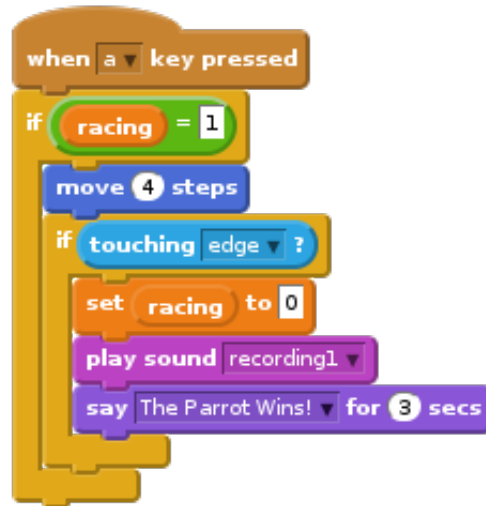 when a key pressed
if racing = 1
move 4 steps
if touching edge ?
set racing to 0
play sound recording1
say The Parrot Wins! for 3 secs